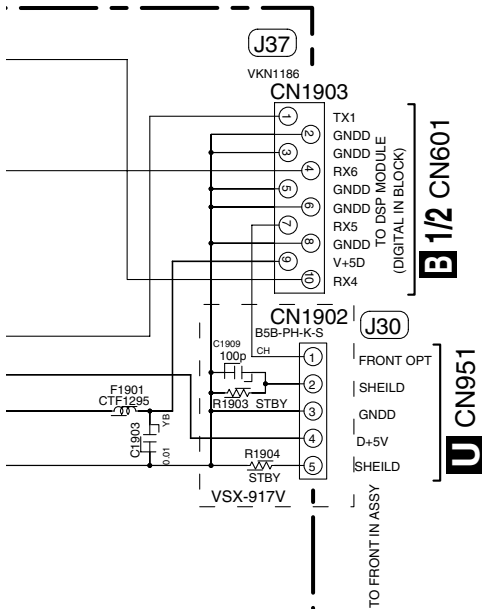 J37
VKN1186
CN1903
1 TX1
2 GNDD
3 GNDD
4 RX6
5 GNDD
6 GNDD
7 RX5
8 GNDD
9 V+5D
10 RX4
TO DSP MODULE
(DIGITAL IN BLOCK)
B 1/2 CN601
CN1902
B5B-PH-K-S
J30
C1909
100p
CH
1 FRONT OPT
2 SHEILD
3 GNDD
4 D+5V
5 SHEILD
R1903 STBY
F1901
CTF1295
C1903
YB
0.01
R1904
STBY
VSX-917V
U CN951
TO FRONT IN ASSY